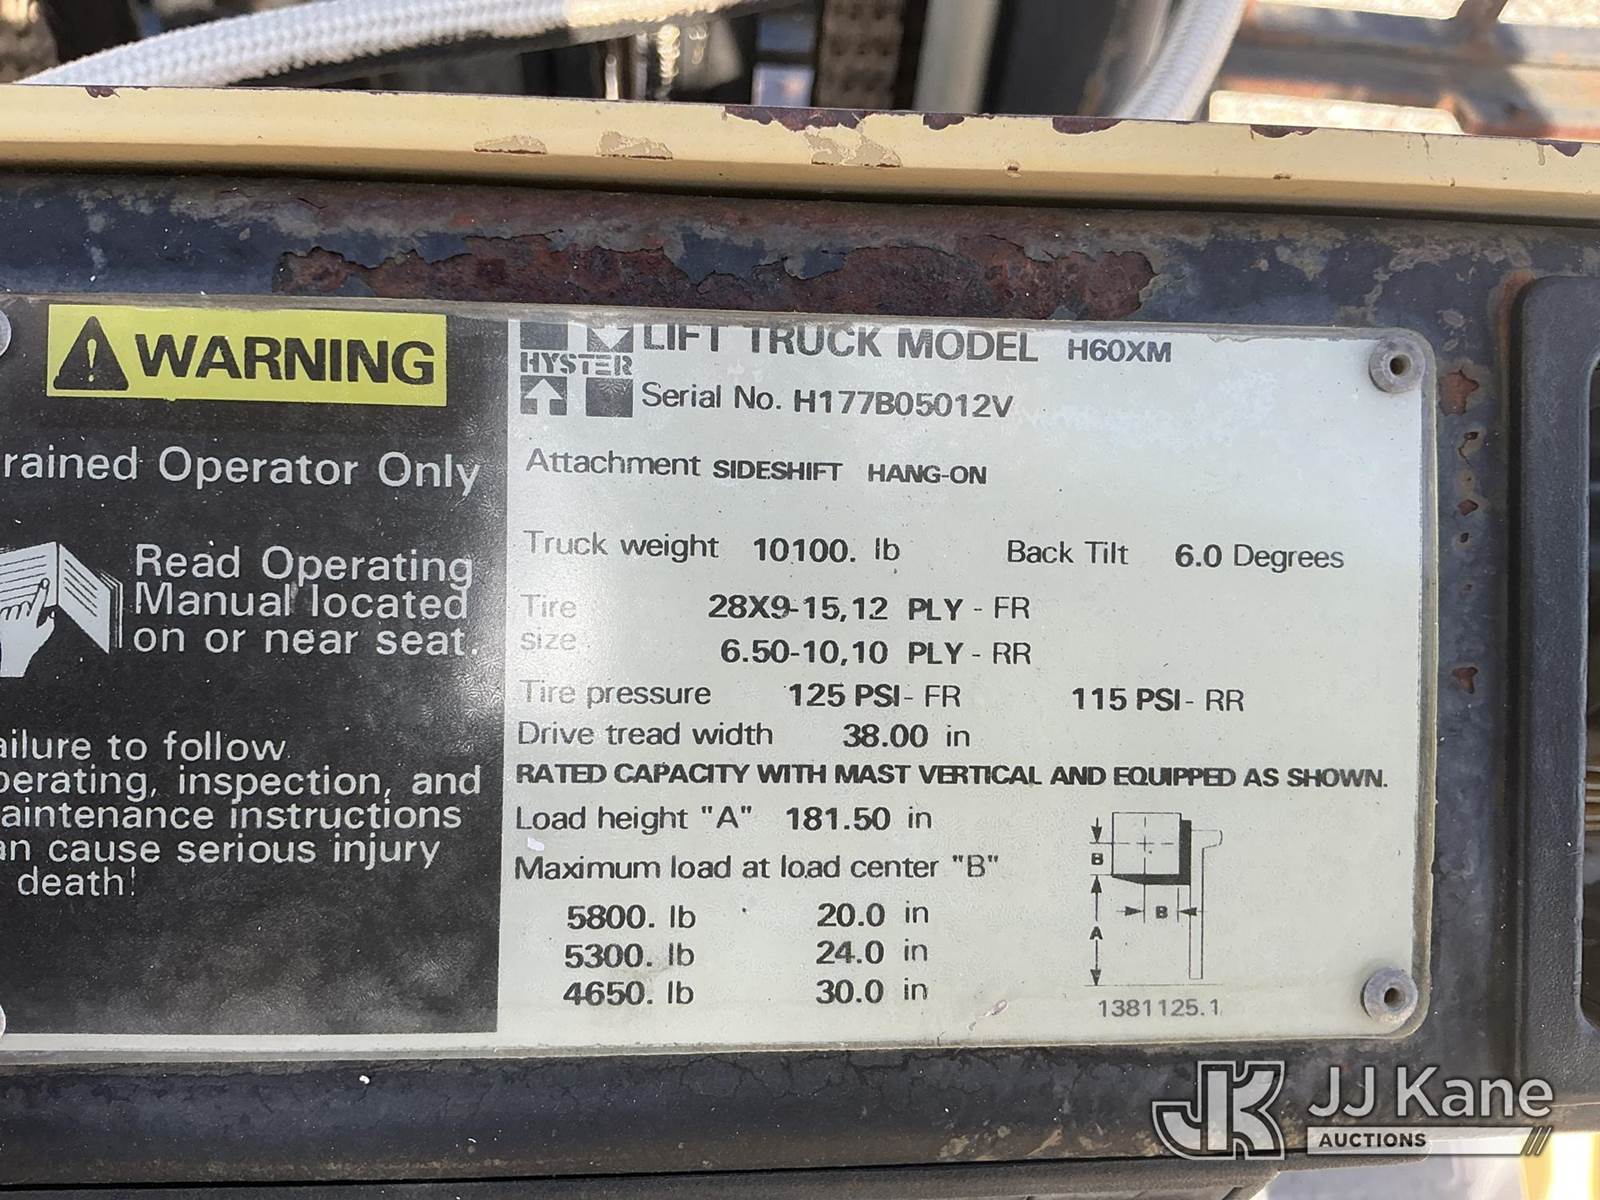 WARNING
rained Operator Only
Read Operating
Manual located
on or near seat.
ailure to follow
perating, inspection, and
aintenance instructions
an cause serious injury
death!
HYSTER
LIFT TRUCK MODEL H60XM
Serial No. H177B05012V
Attachment SIDESHIFT HANG-ON
Truck weight 10100. lb Back Tilt 6.0 Degrees
Tire size 28X9-15,12 PLY - FR
6.50-10,10 PLY - RR
Tire pressure 125 PSI - FR 115 PSI - RR
Drive tread width 38.00 in
RATED CAPACITY WITH MAST VERTICAL AND EQUIPPED AS SHOWN.
Load height "A" 181.50 in
Maximum load at load center "B"
5800. lb 20.0 in
5300. lb 24.0 in
4650. lb 30.0 in
B
B
A
1381125.1
JK JJ Kane
AUCTIONS